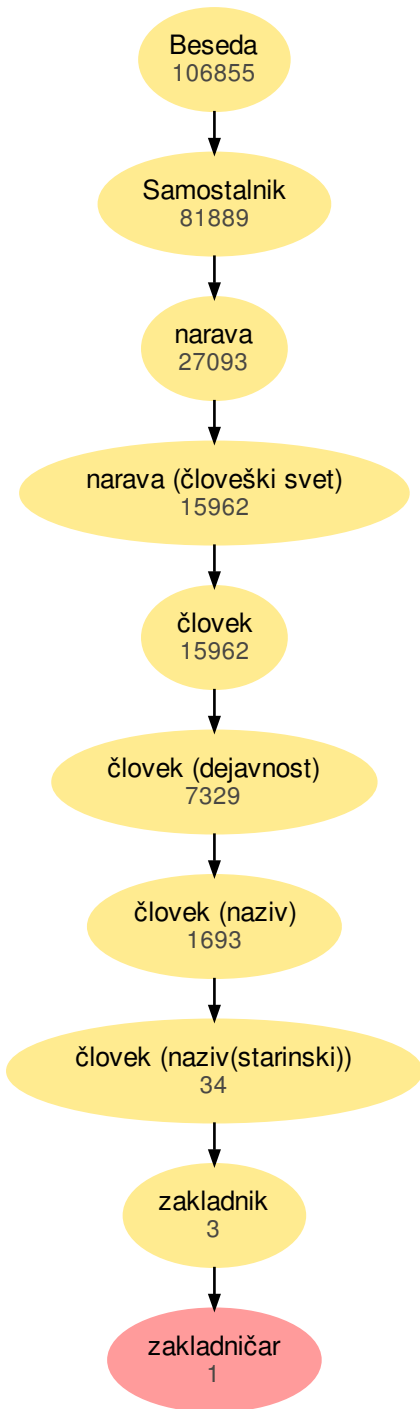 Beseda
106855
Samostalnik
81889
narava
27093
narava (človeški svet)
15962
človek
15962
človek (dejavnost)
7329
človek (naziv)
1693
človek (naziv(starinski))
34
zakladnik
3
zakladničar
1